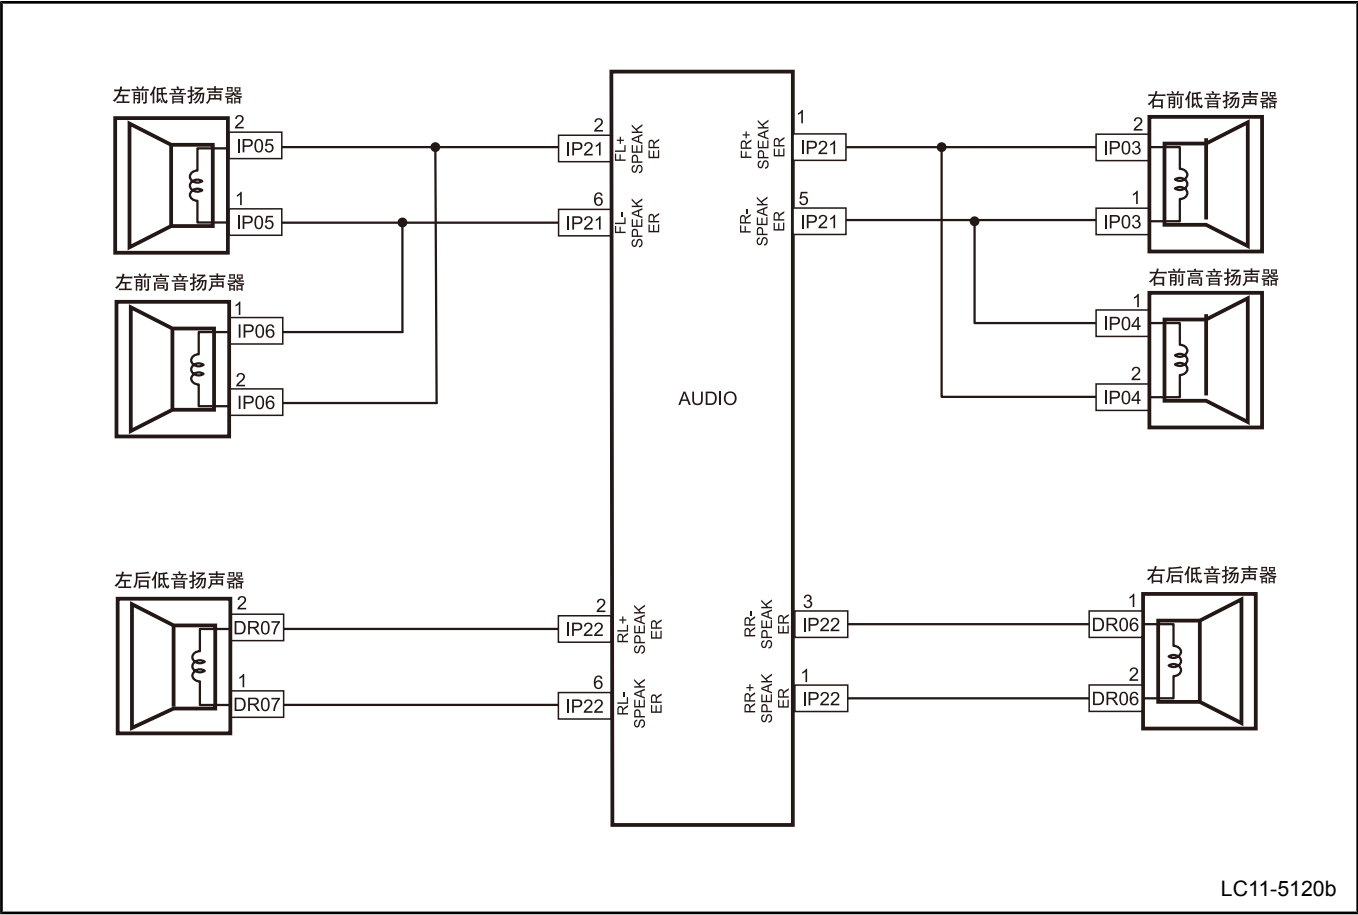 左前低音扬声器
2
IP05
1
IP05
左前高音扬声器
1
IP06
2
IP06
左后低音扬声器
2
DR07
1
DR07
2
IP21
FL+
SPEAK
ER
6
IP21
FL-
SPEAK
ER
2
IP22
RL+
SPEAK
ER
6
IP22
RL-
SPEAK
ER
AUDIO
FR+
SPEAK
ER
1
IP21
FR-
SPEAK
ER
5
IP21
RR-
SPEAK
ER
3
IP22
RR+
SPEAK
ER
1
IP22
右前低音扬声器
2
IP03
1
IP03
右前高音扬声器
1
IP04
2
IP04
右后低音扬声器
1
DR06
2
DR06
LC11-5120b